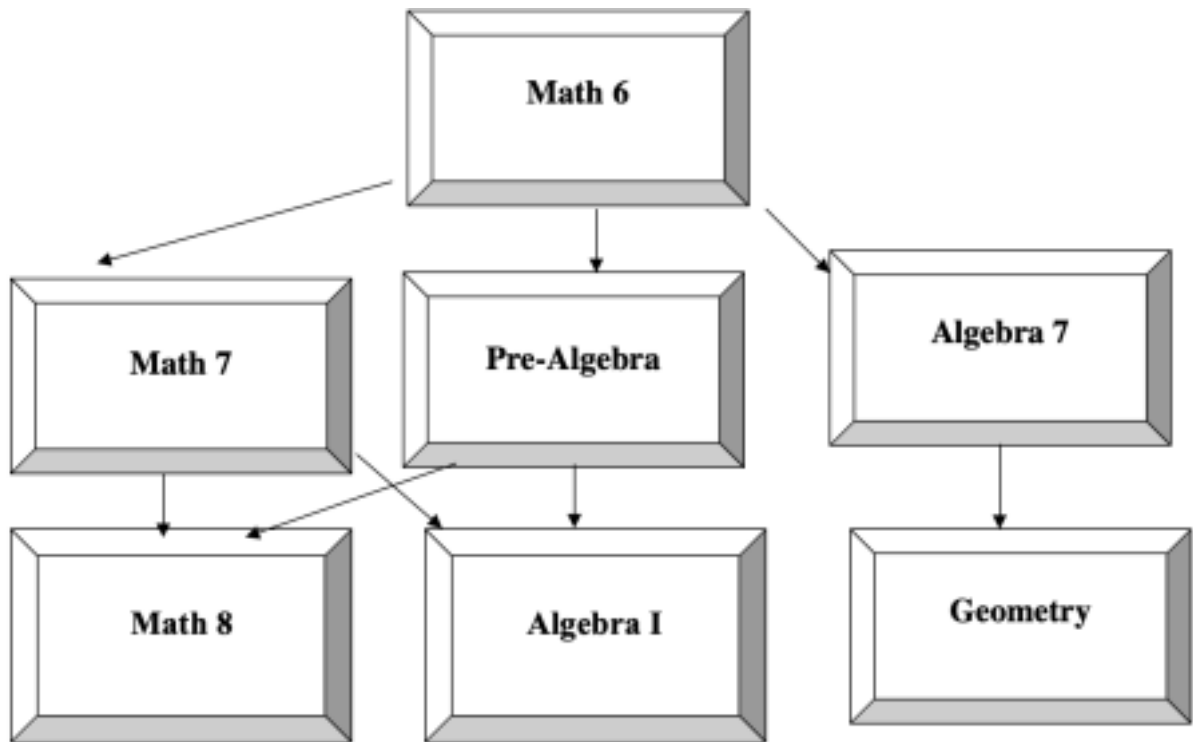 Math 6
Math 7
Pre-Algebra
Algebra 7
Math 8
Algebra I
Geometry